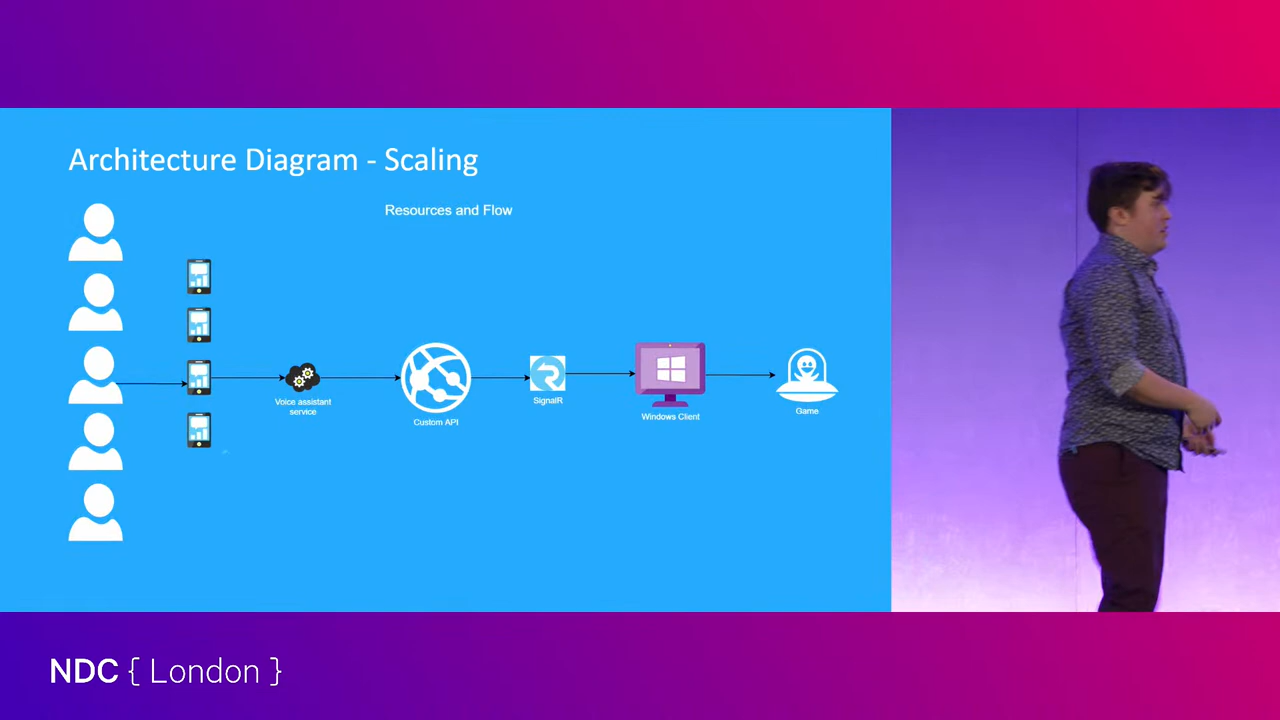 Architecture Diagram - Scaling
Resources and Flow
Voice assistant
service
Custom API
SignalR
Windows Client
Game
NDC { London }